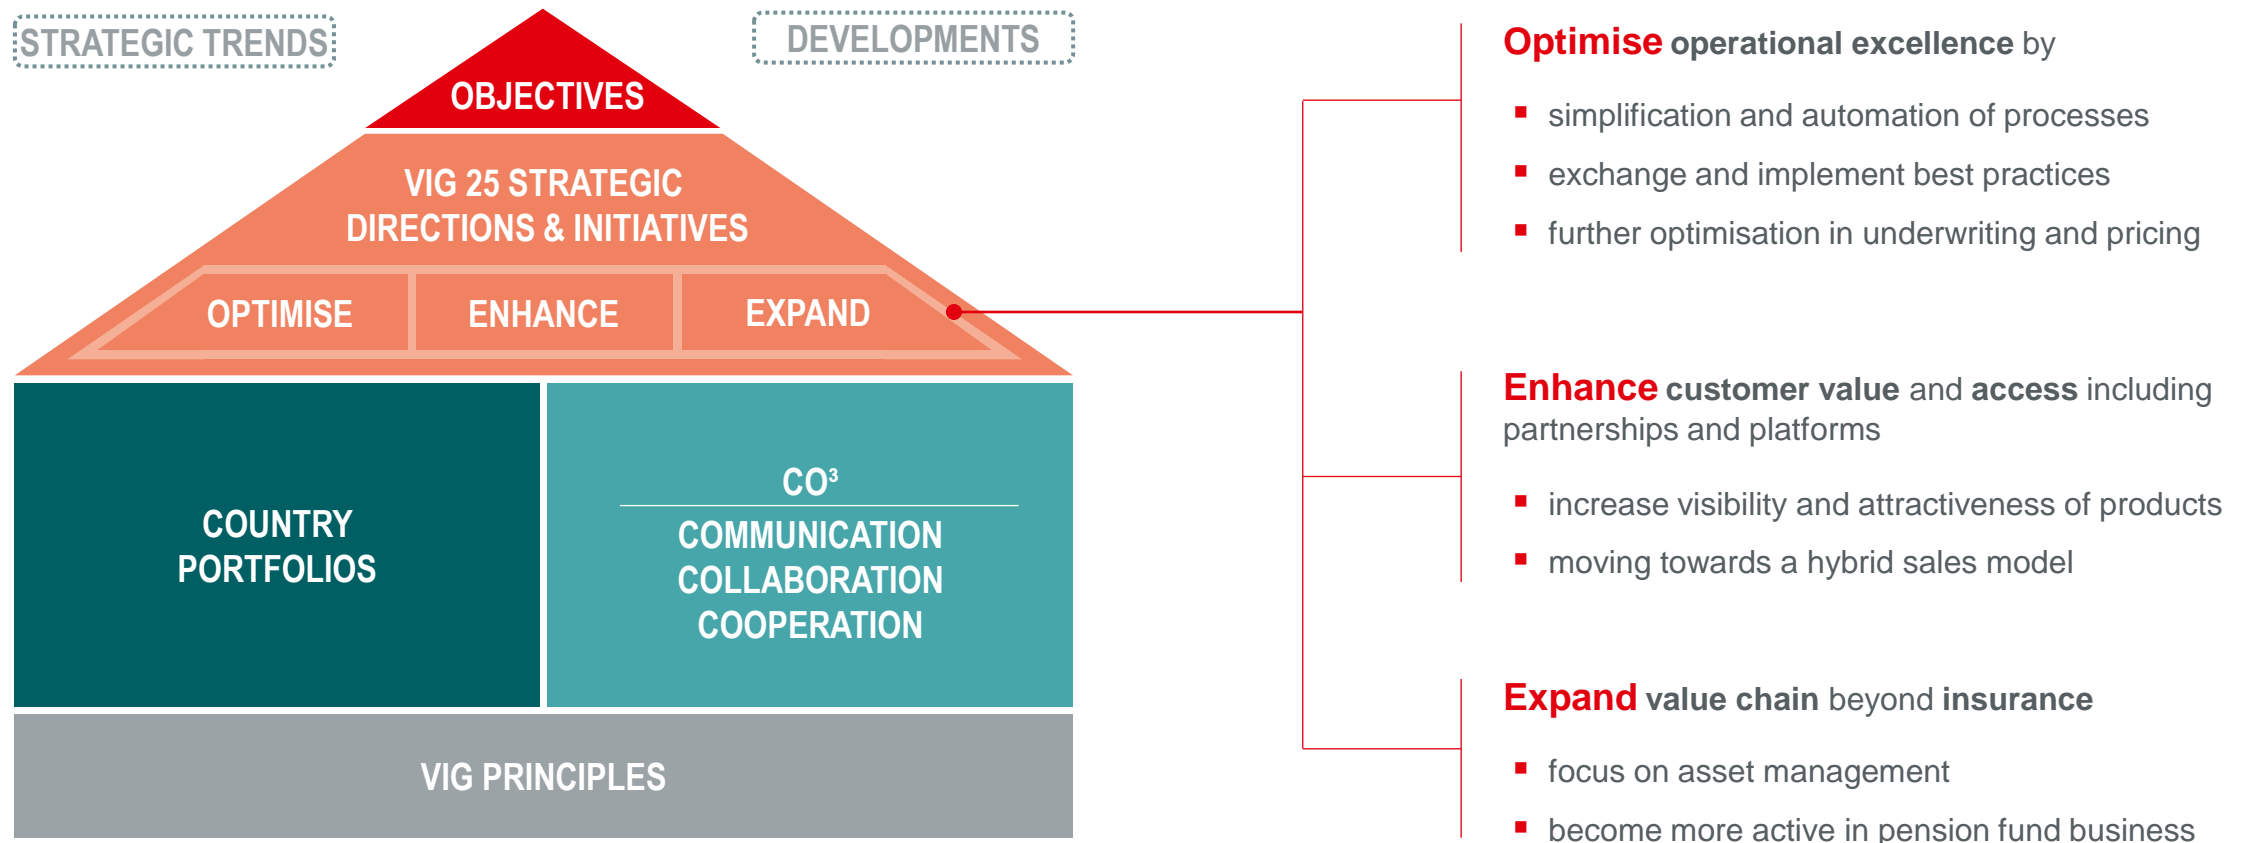 STRATEGIC TRENDS
DEVELOPMENTS
OBJECTIVES
VIG 25 STRATEGIC
DIRECTIONS & INITIATIVES
OPTIMISE
ENHANCE
EXPAND
COUNTRY
PORTFOLIOS
CO³
COMMUNICATION
COLLABORATION
COOPERATION
VIG PRINCIPLES
Optimise operational excellence by
▪ simplification and automation of processes
▪ exchange and implement best practices
▪ further optimisation in underwriting and pricing
Enhance customer value and access including
partnerships and platforms
▪ increase visibility and attractiveness of products
▪ moving towards a hybrid sales model
Expand value chain beyond insurance
▪ focus on asset management
▪ become more active in pension fund business